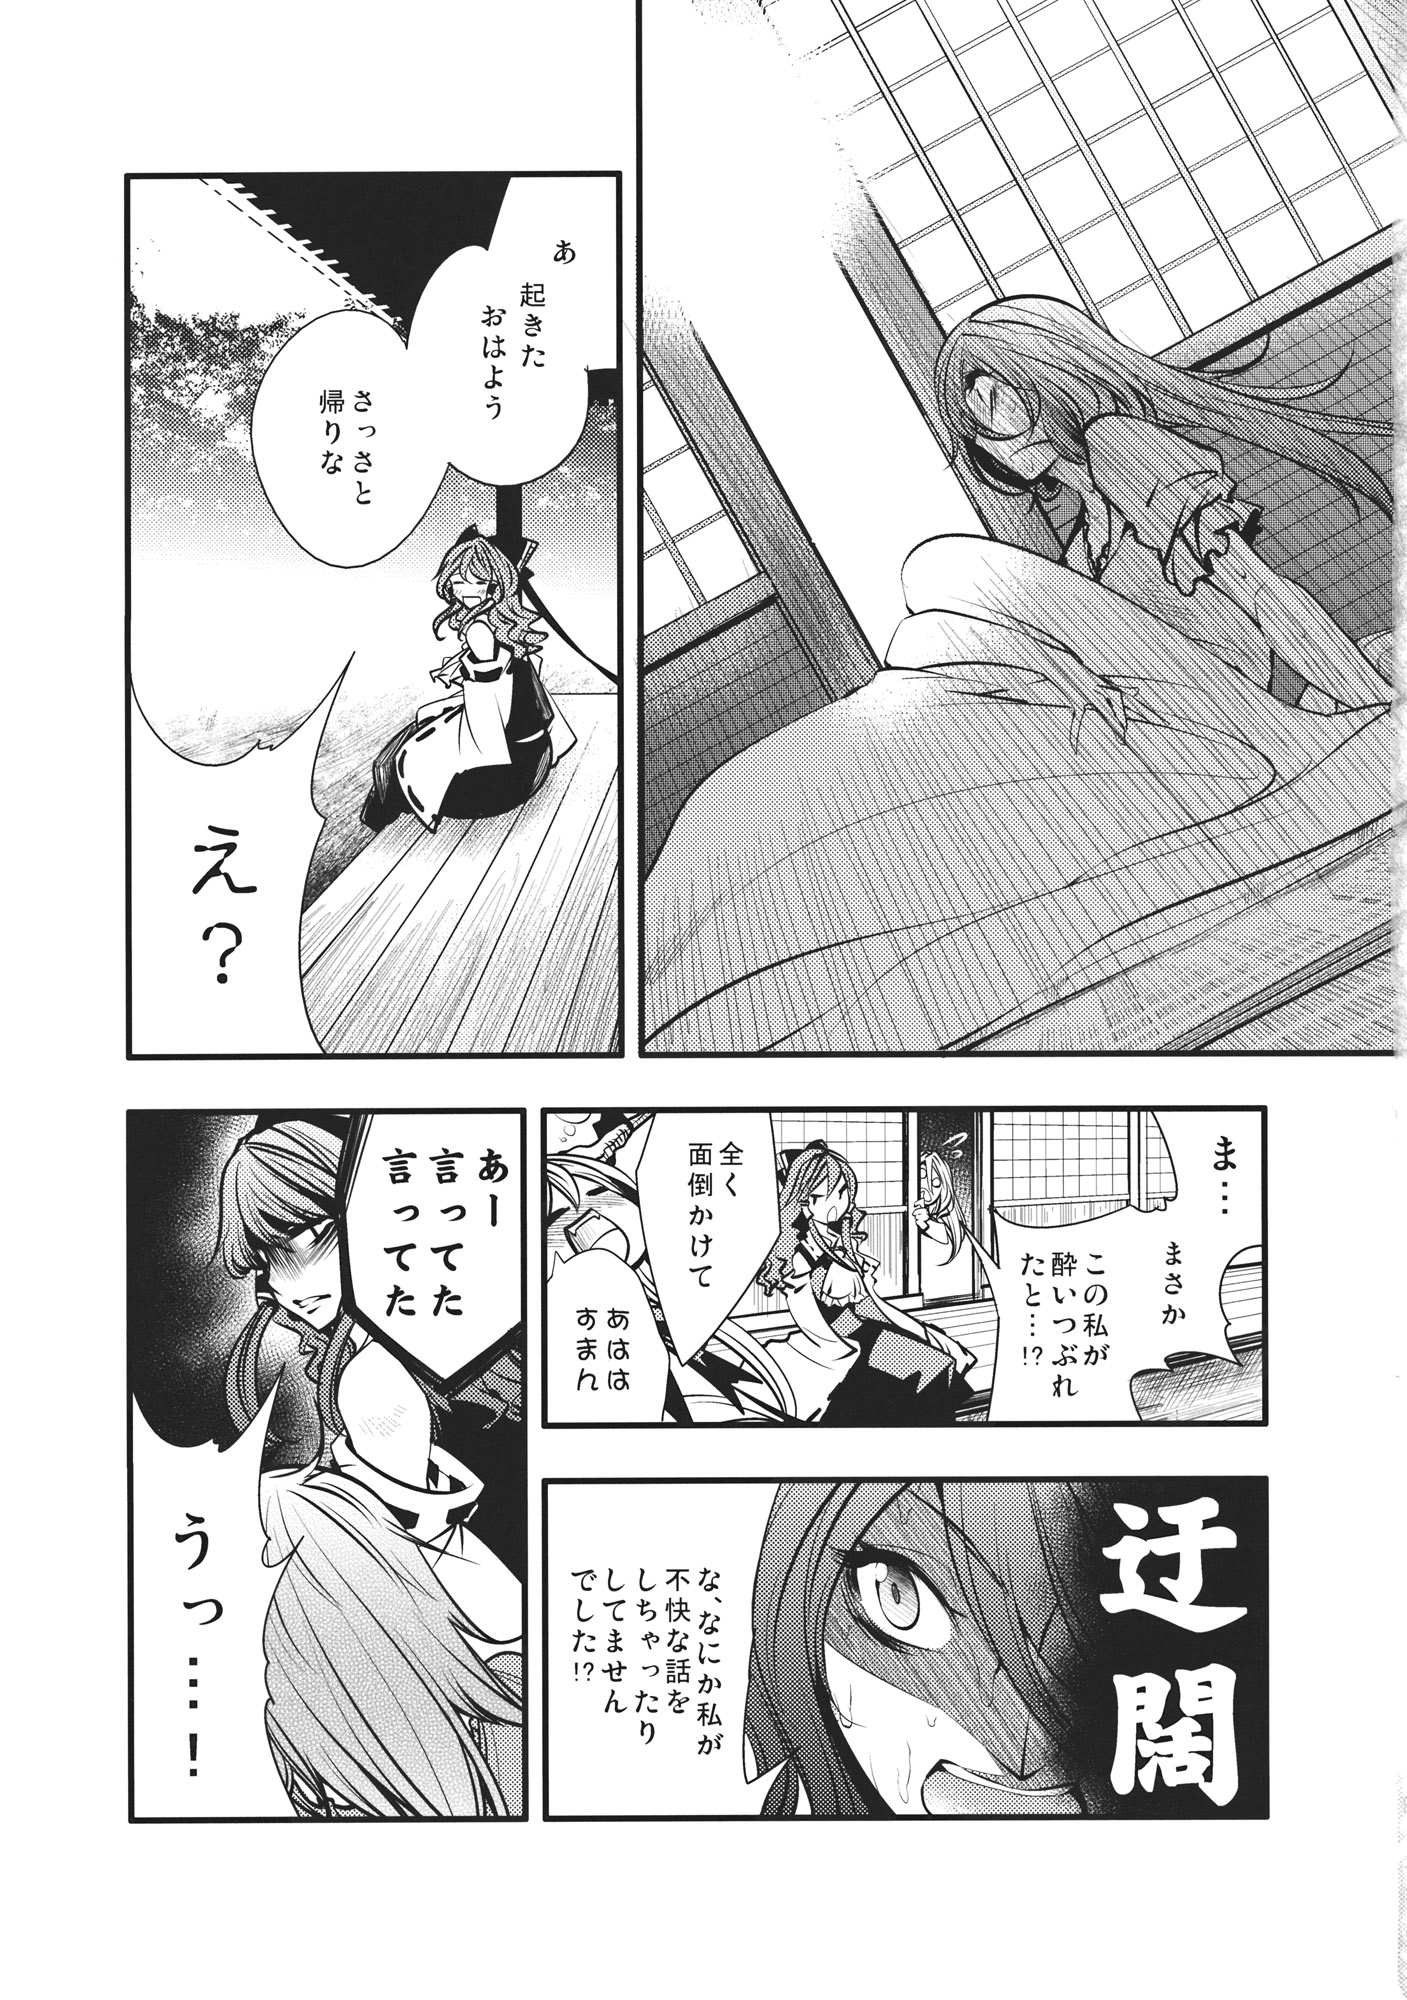 あ
起きた
おはよう
さっさと
帰りな
え?
ま…
まさか
この私が
酔いつぶれ
たと…!?
全く
面倒かけて
あはは
すまん
迂闊
な、なにか私が
不快な話を
しちゃったり
してません
でした!?
あー
言ってた
言ってた
うっ…!